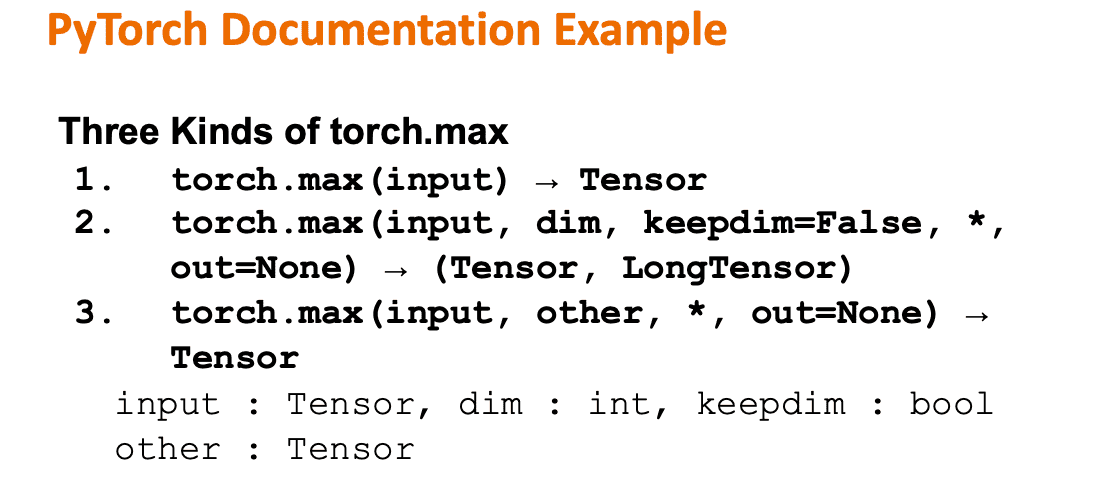 PyTorch Documentation Example
Three Kinds of torch.max
1. torch.max(input) → Tensor
2. torch.max(input, dim, keepdim=False, *,
out=None) → (Tensor, LongTensor)
3. torch.max(input, other, *, out=None) →
Tensor
input : Tensor, dim : int, keepdim : bool
other : Tensor